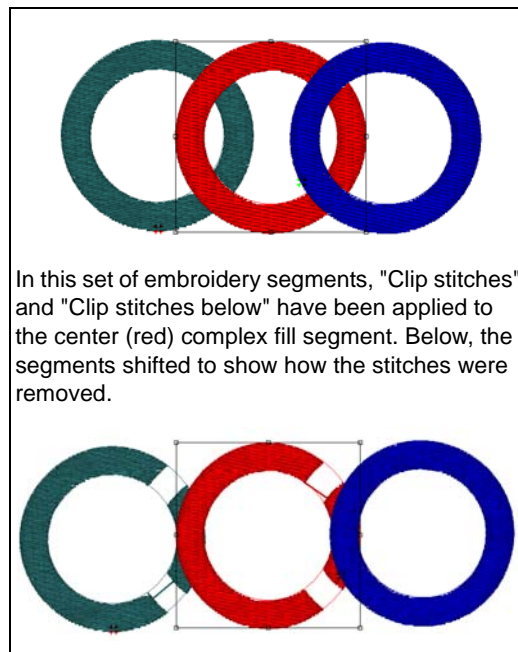 In this set of embroidery segments, "Clip stitches"
and "Clip stitches below" have been applied to
the center (red) complex fill segment. Below, the
segments shifted to show how the stitches were
removed.